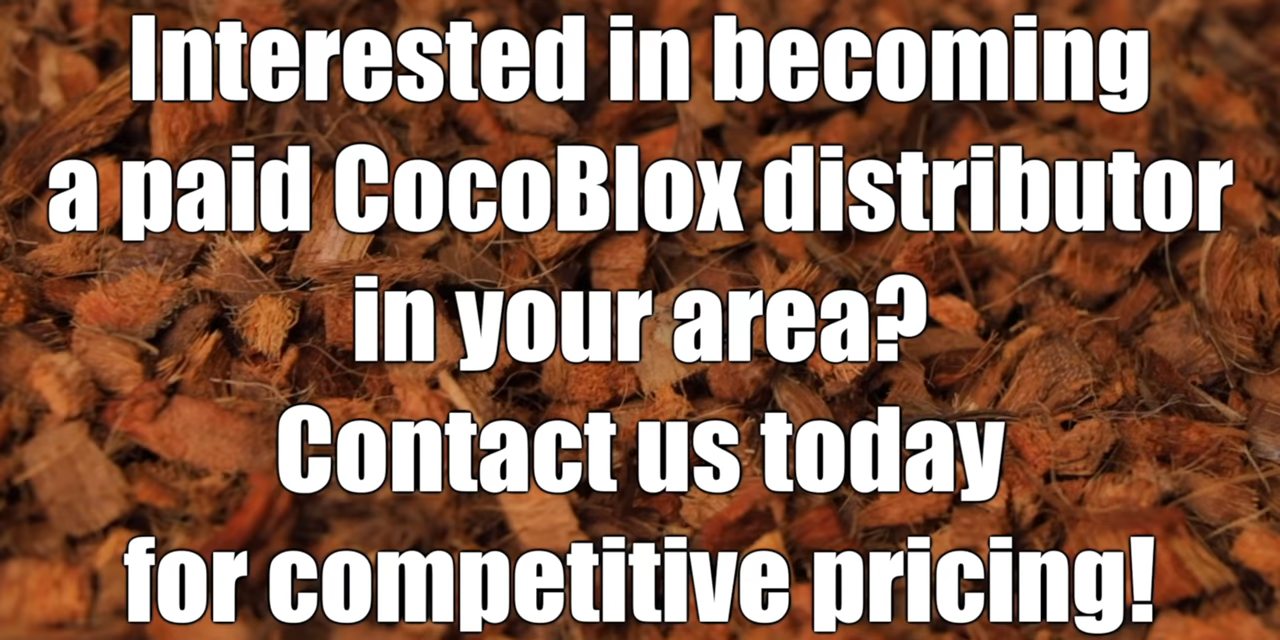 Interested in becoming
a paid CocoBlox distributor
in your area?
Contact us today
for competitive pricing!